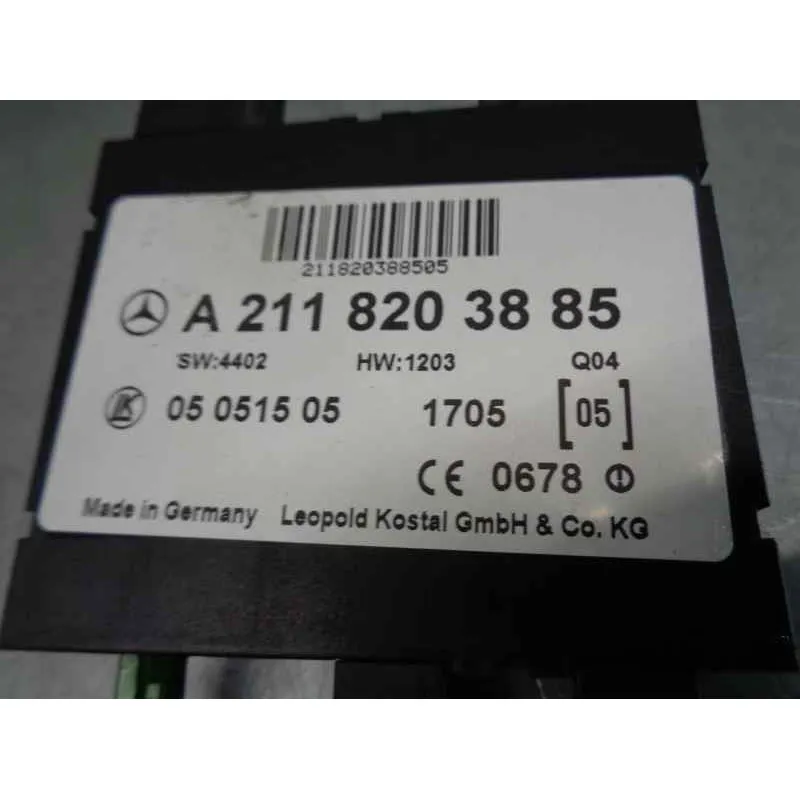 211820388505
A 211 820 38 85
SW:4402 HW:1203 Q04
05 0515 05 1705 [05]
CE 0678
Made in Germany Leopold Kostal GmbH & Co. KG